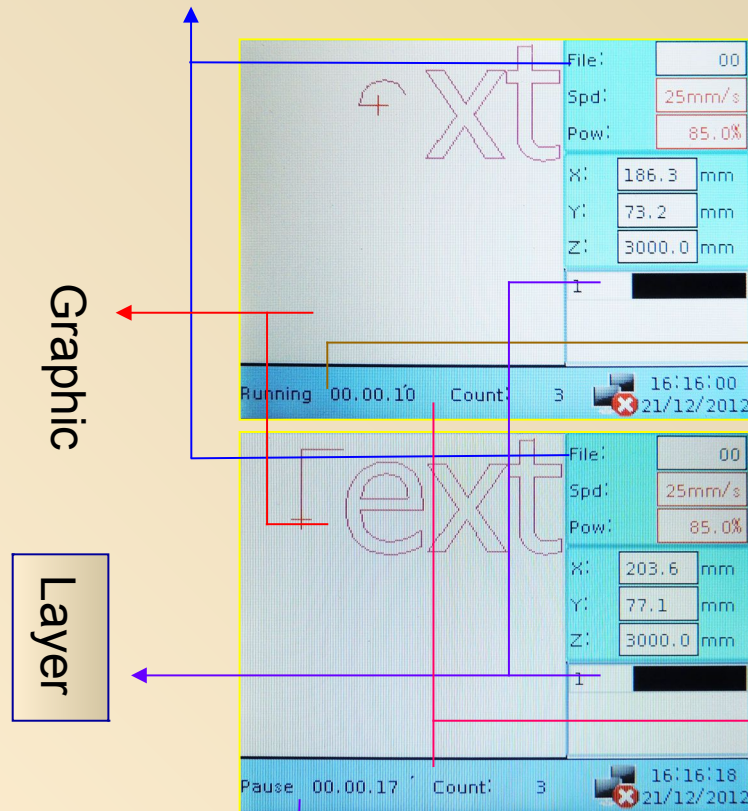 Graphic
Layer
xt
File: 00
Spd: 25mm/s
Pow: 85.0%
X: 186.3 mm
Y: 73.2 mm
Z: 3000.0 mm
1
Running 00.00.10 Count: 3 16:16:00
21/12/2012
Text
File: 00
Spd: 25mm/s
Pow: 85.0%
X: 203.6 mm
Y: 77.1 mm
Z: 3000.0 mm
1
Pause 00.00.17 Count: 3 16:16:18
21/12/2012